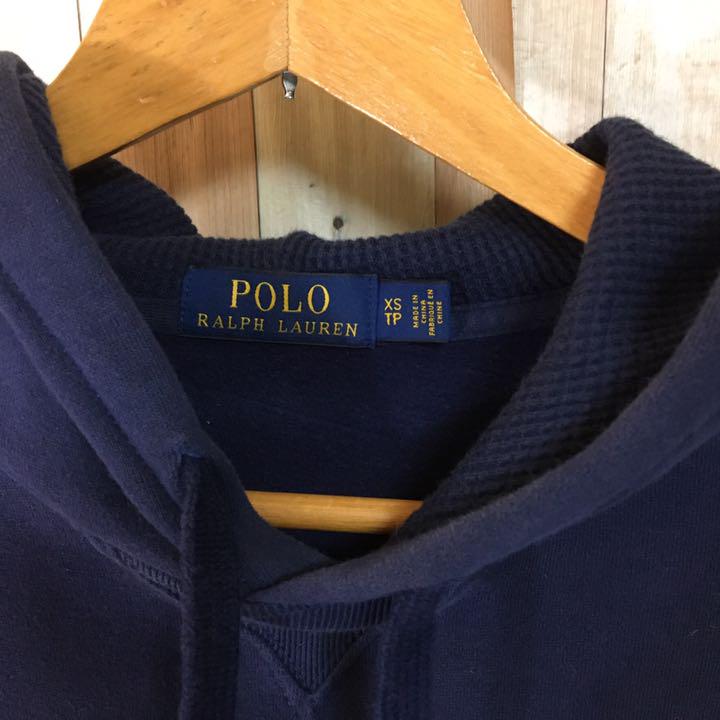 POLO
RALPH LAUREN
XS
TP
MADE IN
CHINA
FABRIQUÉ EN
CHINE